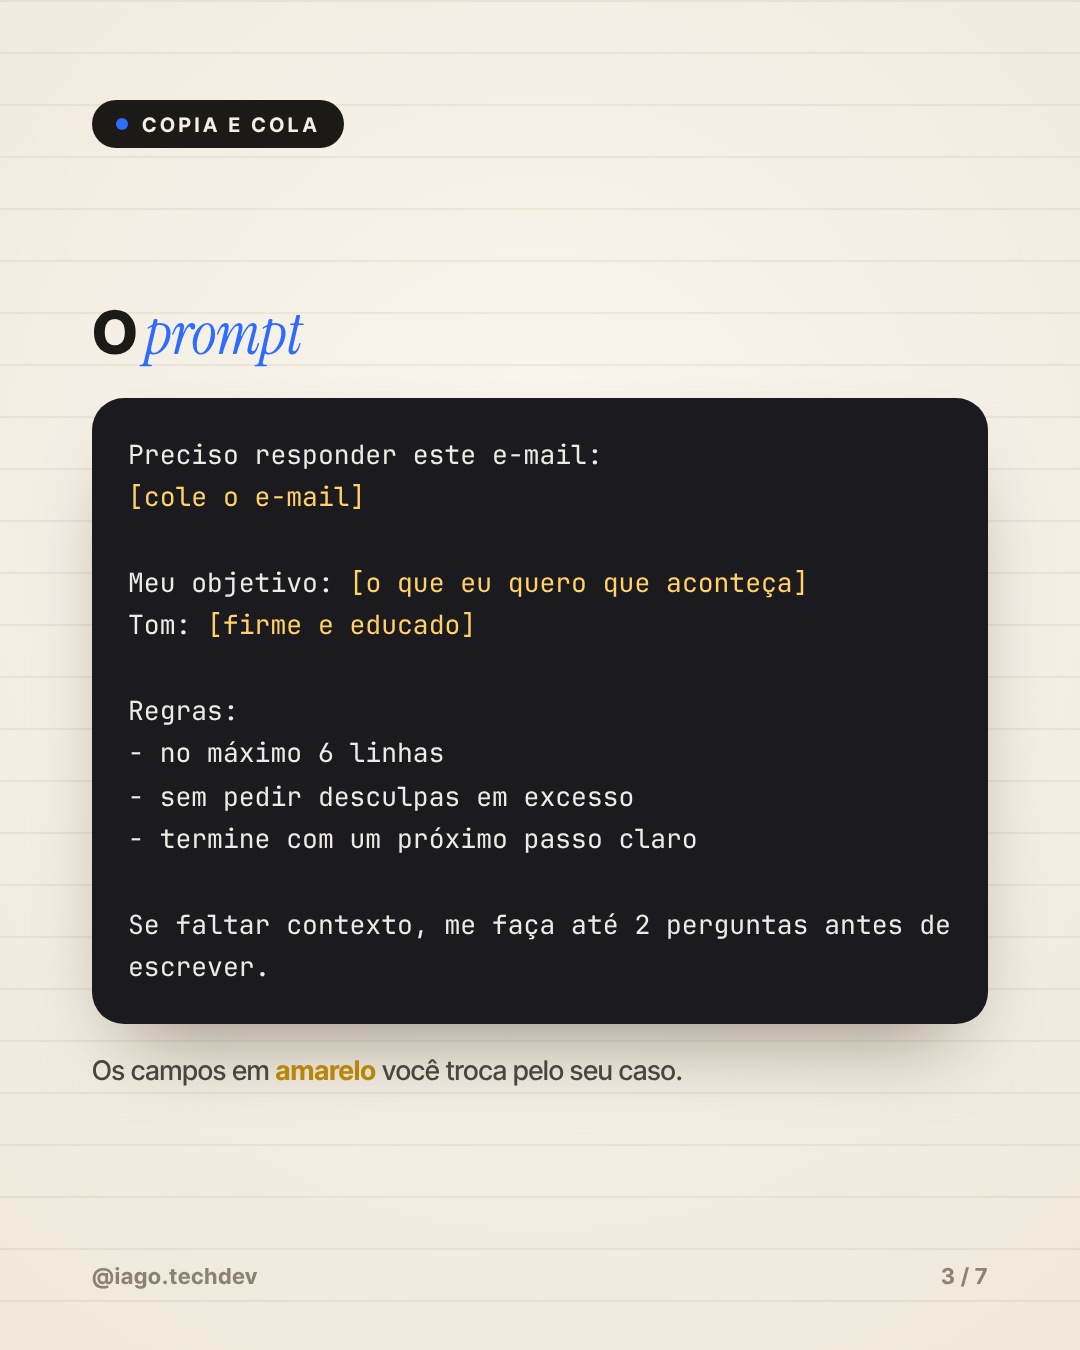 COPIA E COLA
O prompt
Preciso responder este e-mail:
[cole o e-mail]
Meu objetivo: [o que eu quero que aconteça]
Tom: [firme e educado]
Regras:
- no máximo 6 linhas
- sem pedir desculpas em excesso
- termine com um próximo passo claro
Se faltar contexto, me faça até 2 perguntas antes de
escrever.
Os campos em amarelo você troca pelo seu caso.
@iago.techdev
3 / 7